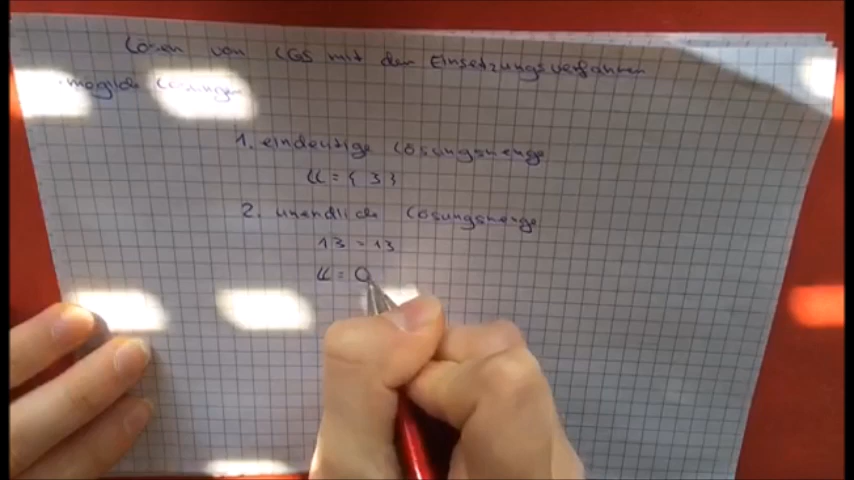 Lösen von LGS mit dem Einsetzungsverfahren
mögliche Lösungen
1. eindeutige Lösungsmenge
𝕃 = { 3 }
2. unendliche Lösungsmenge
13 = 13
𝕃 = Q